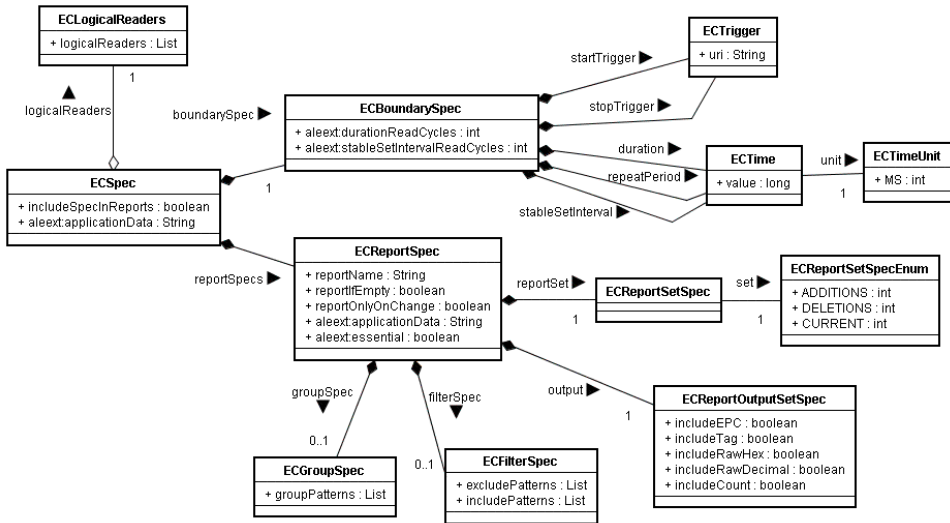 ECLogicalReaders
+ logicalReaders : List
1
logicalReaders
ECTrigger
+ uri : String
startTrigger
stopTrigger
boundarySpec
ECBoundarySpec
+ aleext:durationReadCycles : int
+ aleext:stableSetIntervalReadCycles : int
1
duration
repeatPeriod
stableSetInterval
ECTime
+ value : long
unit
1
ECTimeUnit
+ MS : int
ECSpec
+ includeSpecInReports : boolean
+ aleext:applicationData : String
reportSpecs
ECReportSpec
+ reportName : String
+ reportIfEmpty : boolean
+ reportOnlyOnChange : boolean
+ aleext:applicationData : String
+ aleext:essential : boolean
reportSet
1
ECReportSetSpec
set
1
ECReportSetSpecEnum
+ ADDITIONS : int
+ DELETIONS : int
+ CURRENT : int
output
1
ECReportOutputSetSpec
+ includeEPC : boolean
+ includeTag : boolean
+ includeRawHex : boolean
+ includeRawDecimal : boolean
+ includeCount : boolean
groupSpec
0..1
ECGroupSpec
+ groupPatterns : List
filterSpec
0..1
ECFilterSpec
+ excludePatterns : List
+ includePatterns : List